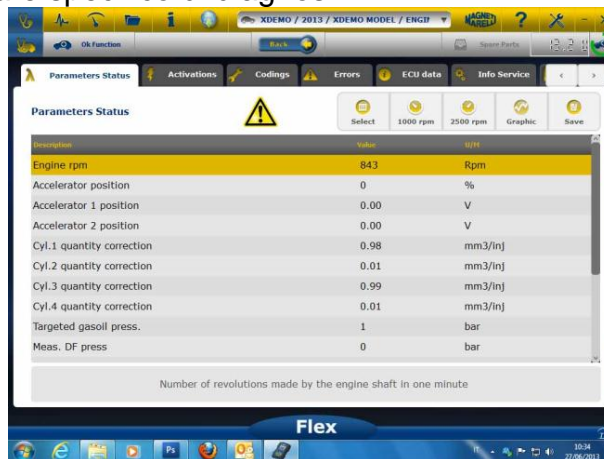 XDEMO / 2013 / XDEMO MODEL / ENGIF
MAGNETI
MARELLI
?
Ok Function
Back
Spare Parts
Parameters Status
Activations
Codings
Errors
ECU data
Info Service
Parameters Status
Select
1000 rpm
2500 rpm
Graphic
Save
Description Value U/M
Engine rpm 843 Rpm
Accelerator position 0 %
Accelerator 1 position 0.00 V
Accelerator 2 position 0.00 V
Cyl.1 quantity correction 0.98 mm3/inj
Cyl.2 quantity correction 0.01 mm3/inj
Cyl.3 quantity correction 0.99 mm3/inj
Cyl.4 quantity correction 0.01 mm3/inj
Targeted gasoil press. 1 bar
Meas. DF press 0 bar
Number of revolutions made by the engine shaft in one minute
Flex
Ps
IT
10:34
27/06/2013